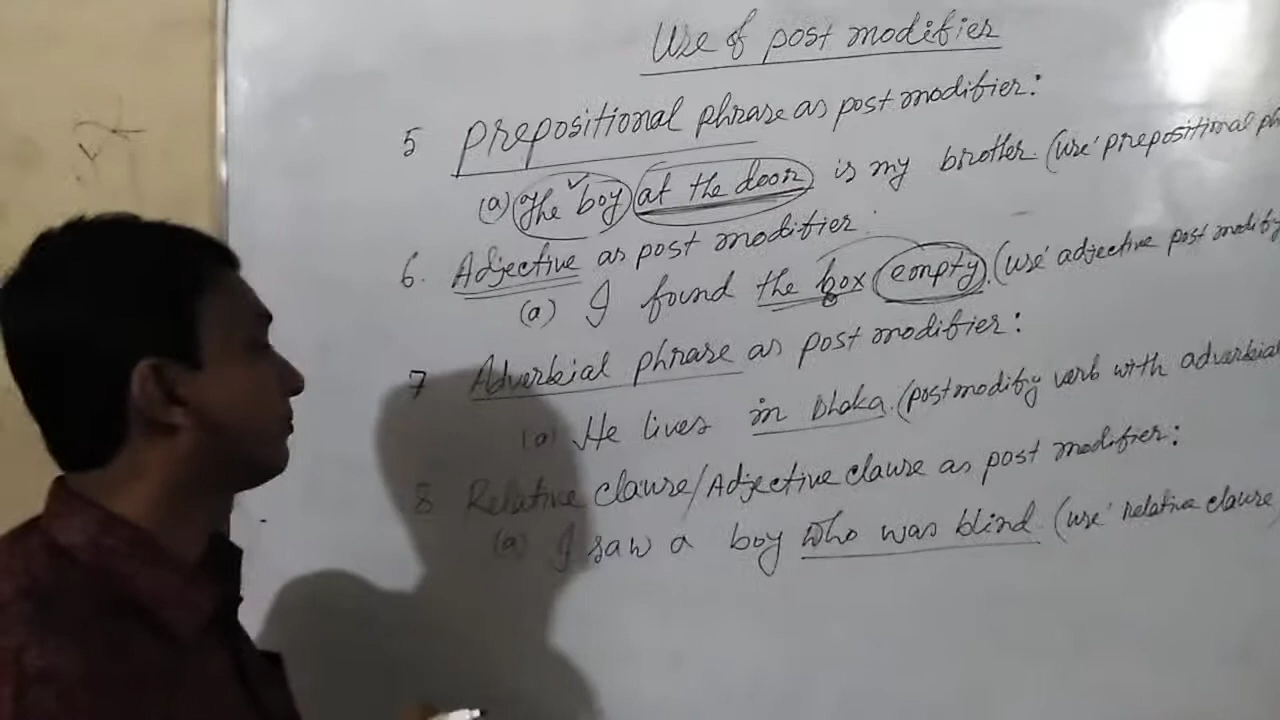 Use of post modifier
5 Prepositional phrase as post modifier:
(a) The boy at the door is my brother. (use prepositional ph
6. Adjective as post modifier:
(a) I found the box empty. (use adjective post modify
7 Adverbial phrase as post modifier:
(a) He lives in Dhaka. (post modify verb with adverbial
8 Relative clause/Adjective clause as post modifier:
(a) I saw a boy who was blind. (use relative clause